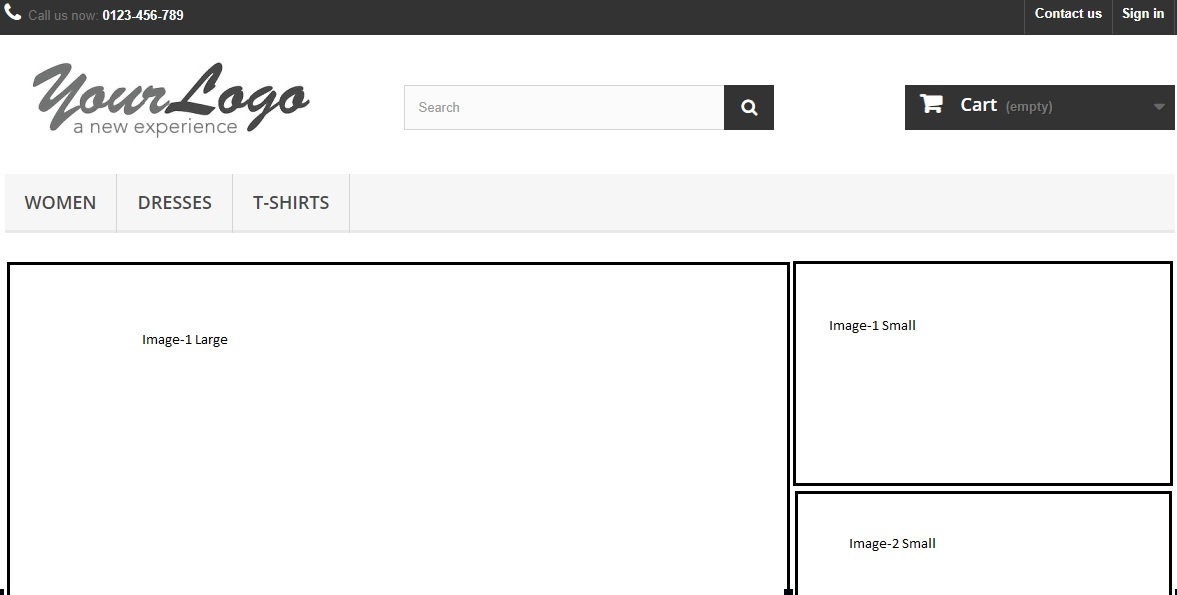 Call us now: 0123-456-789 Contact us Sign in
YourLogo
a new experience
Search
Cart (empty)
WOMEN DRESSES T-SHIRTS
Image-1 Large
Image-1 Small
Image-2 Small